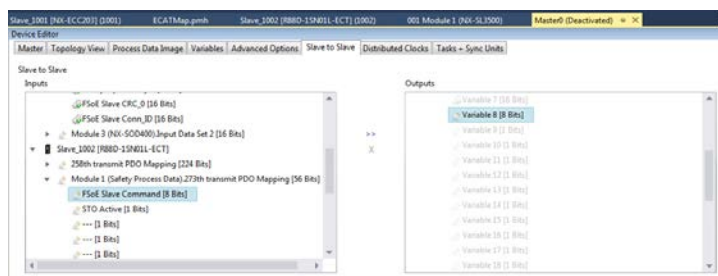 Slave_1001 [NX-ECC203] (1001)
ECATMap.pmh
Slave_1002 [R88D-1SN01L-ECT] (1002)
001 Module 1 (NX-SL3500)
Master0 (Deactivated)
Device Editor
Master
Topology View
Process Data Image
Variables
Advanced Options
Slave to Slave
Distributed Clocks
Tasks + Sync Units
Slave to Slave
Inputs
Outputs
FSoE Slave CRC_0 [16 Bits]
FSoE Slave Conn_ID [16 Bits]
Module 3 (NX-SOD400).Input Data Set 2 [16 Bits]
Slave_1002 [R88D-1SN01L-ECT]
258th transmit PDO Mapping [224 Bits]
Module 1 (Safety Process Data).273th transmit PDO Mapping [56 Bits]
FSoE Slave Command [8 Bits]
STO Active [1 Bits]
--- [1 Bits]
--- [1 Bits]
--- [1 Bits]
>>
X
Variable 7 [16 Bits]
Variable 8 [8 Bits]
Variable 9 [1 Bits]
Variable 10 [1 Bits]
Variable 11 [1 Bits]
Variable 12 [1 Bits]
Variable 13 [1 Bits]
Variable 14 [1 Bits]
Variable 15 [1 Bits]
Variable 16 [1 Bits]
Variable 17 [1 Bits]
Variable 18 [1 Bits]